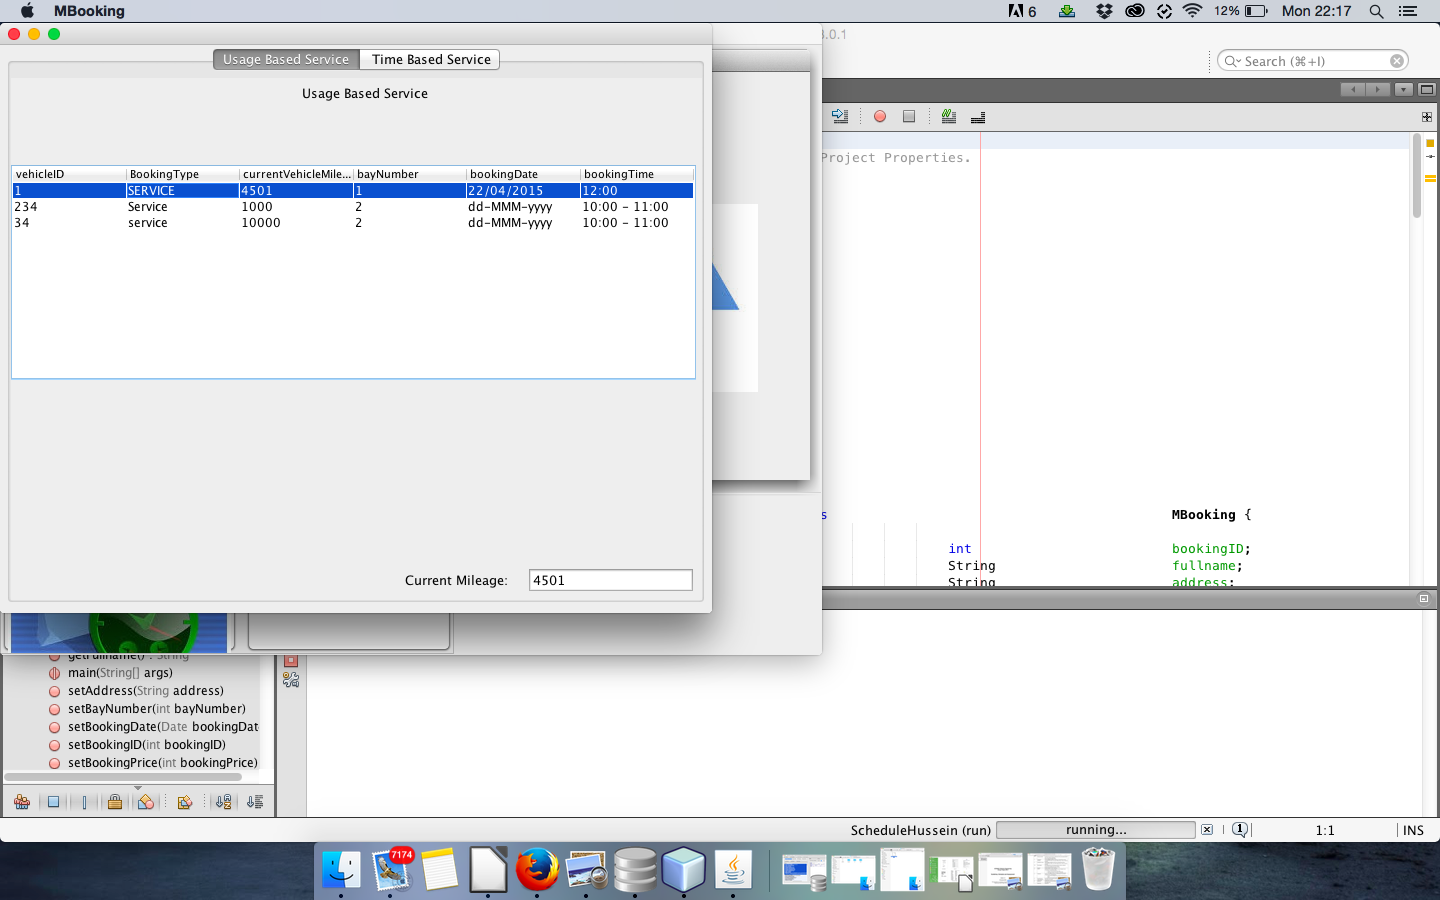 MBooking
6
12%
Mon 22:17
3.0.1
Search (⌘+I)
Usage Based Service
Time Based Service
Usage Based Service
vehicleID BookingType currentVehicleMile... bayNumber bookingDate bookingTime
1 SERVICE 4501 1 22/04/2015 12:00
234 Service 1000 2 dd-MMM-yyyy 10:00 - 11:00
34 service 10000 2 dd-MMM-yyyy 10:00 - 11:00
Current Mileage: 4501
Project Properties.
s MBooking {
int bookingID;
String fullname;
String address;
getFullname() : String
main(String[] args)
setAddress(String address)
setBayNumber(int bayNumber)
setBookingDate(Date bookingDat
setBookingID(int bookingID)
setBookingPrice(int bookingPrice)
ScheduleHussein (run)
running...
1
1:1
INS
7174